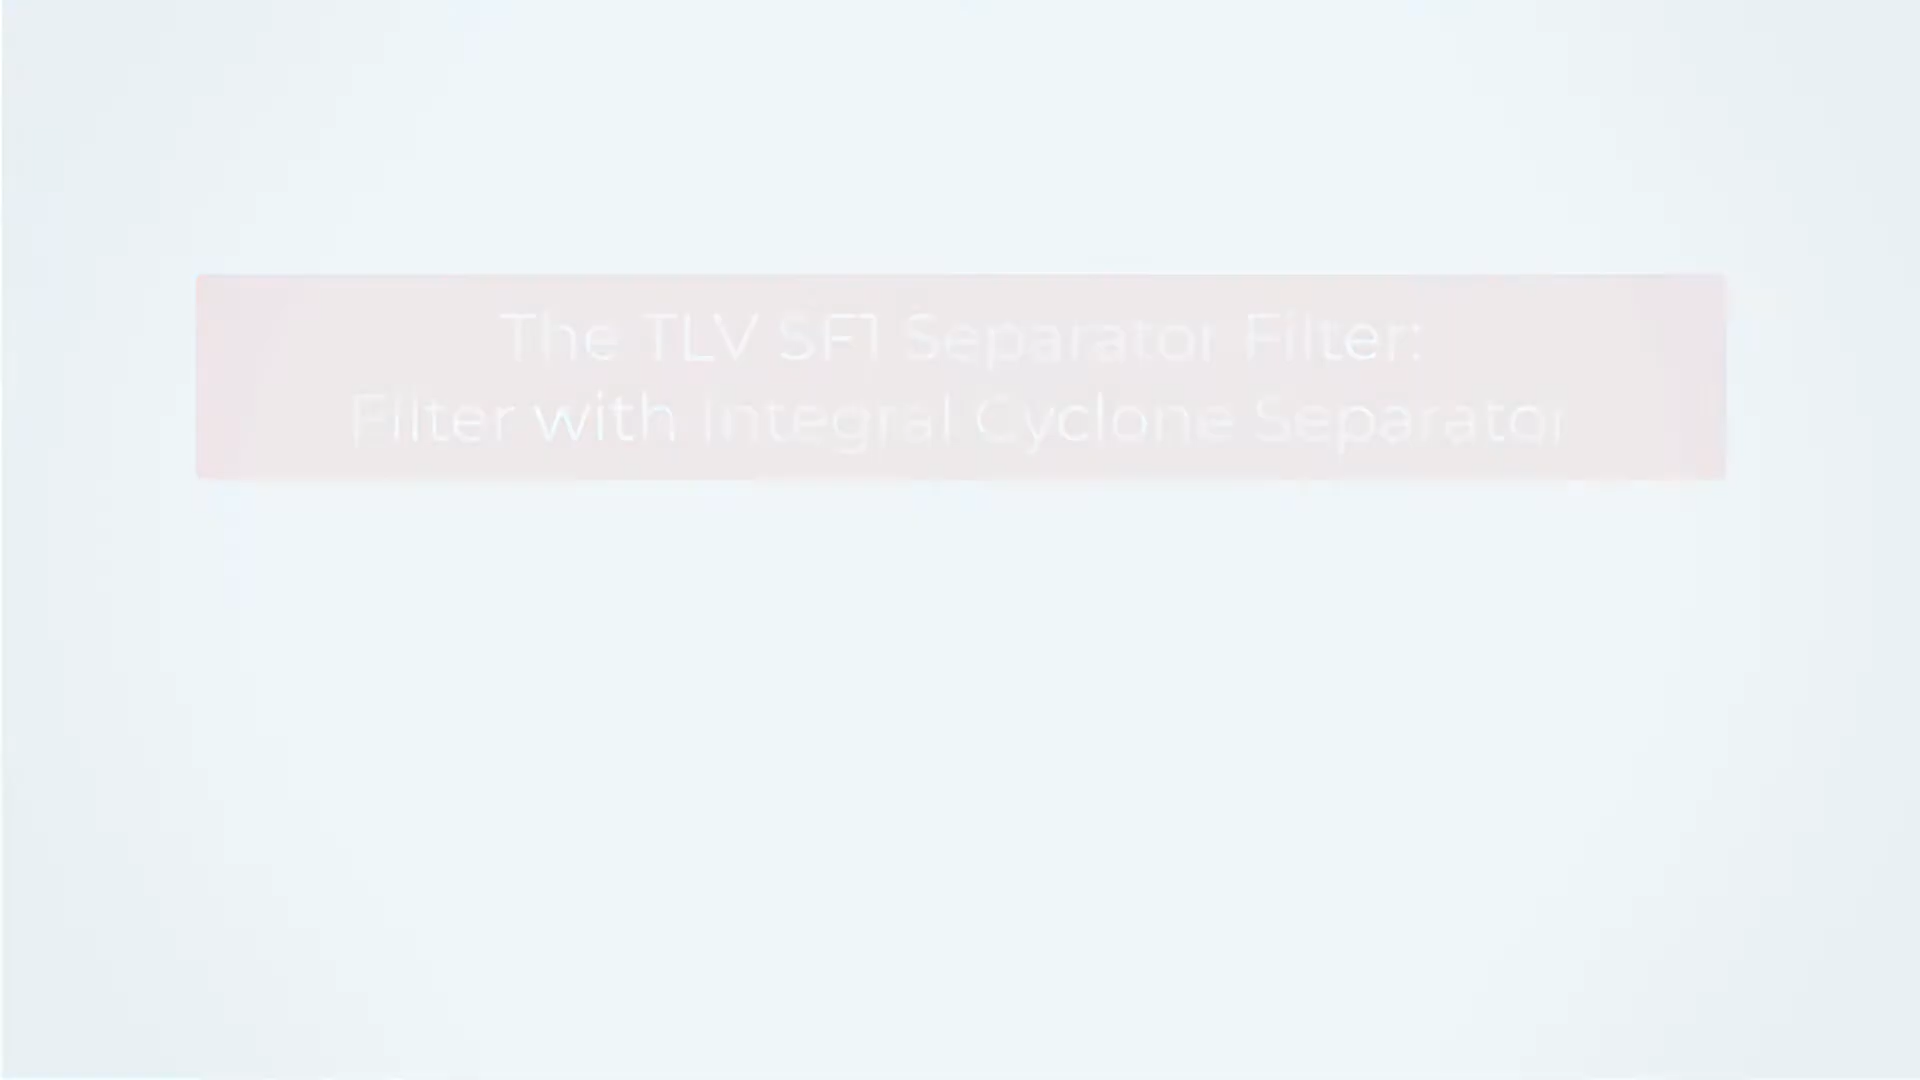 The TLV SF1 Separator Filter:
Filter with Integral Cyclone Separator